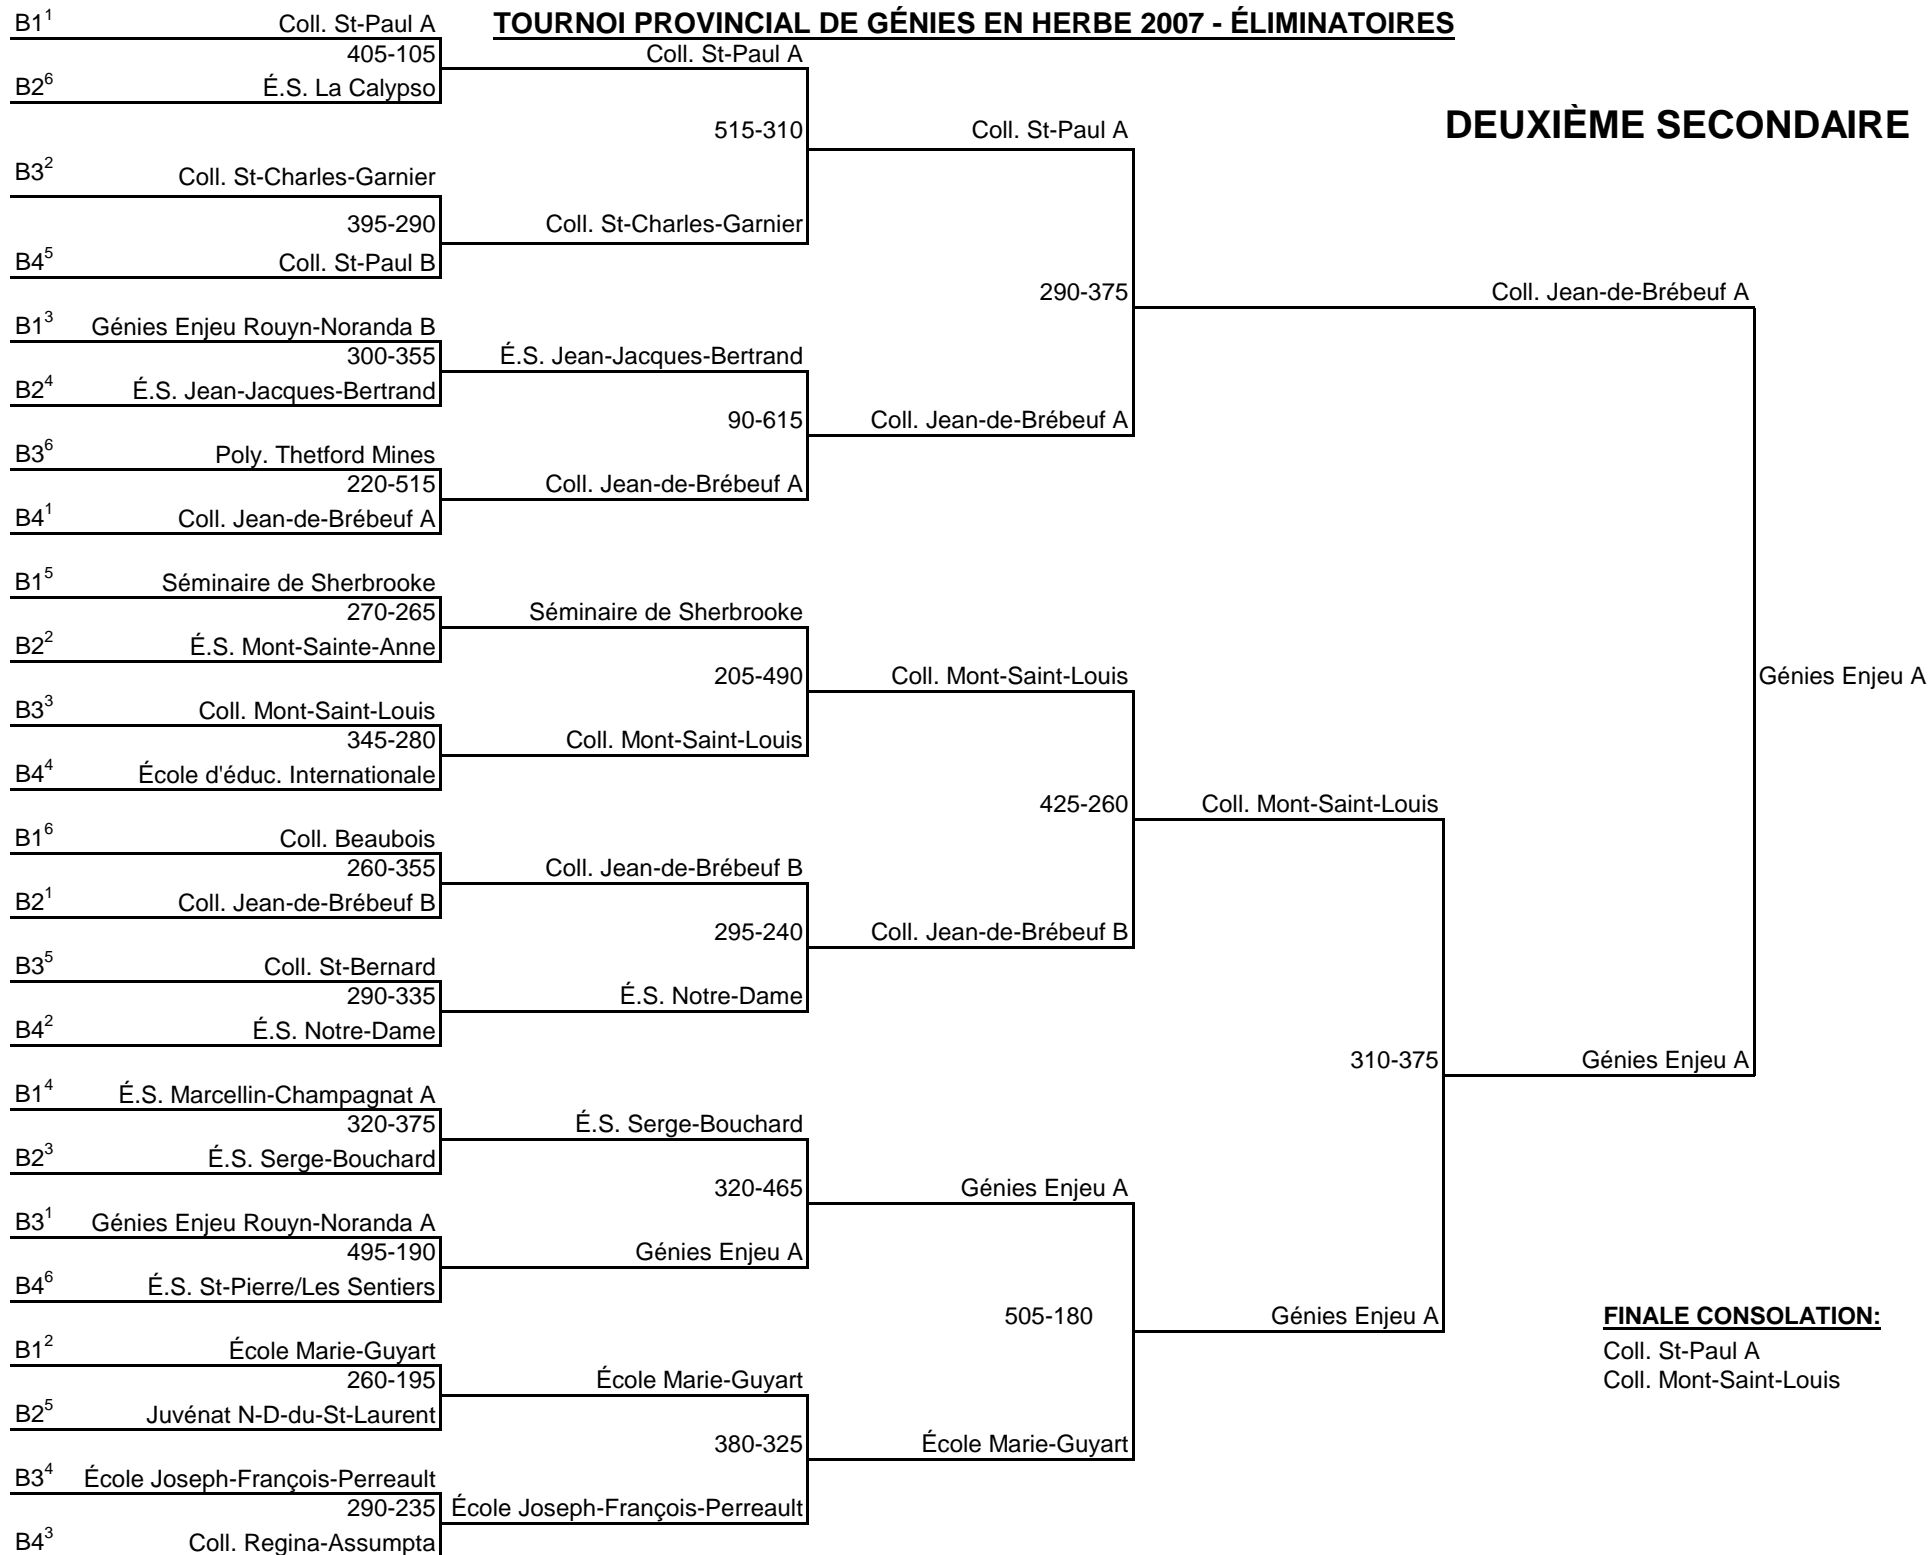 TOURNOI PROVINCIAL DE GÉNIES EN HERBE 2007 - ÉLIMINATOIRES
DEUXIÈME SECONDAIRE
B1¹ Coll. St-Paul A
405-105
B2⁶ É.S. La Calypso
B3² Coll. St-Charles-Garnier
395-290
B4⁵ Coll. St-Paul B
B1³ Génies Enjeu Rouyn-Noranda B
300-355
B2⁴ É.S. Jean-Jacques-Bertrand
B3⁶ Poly. Thetford Mines
220-515
B4¹ Coll. Jean-de-Brébeuf A
B1⁵ Séminaire de Sherbrooke
270-265
B2² É.S. Mont-Sainte-Anne
B3³ Coll. Mont-Saint-Louis
345-280
B4⁴ École d'éduc. Internationale
B1⁶ Coll. Beaubois
260-355
B2¹ Coll. Jean-de-Brébeuf B
B3⁵ Coll. St-Bernard
290-335
B4² É.S. Notre-Dame
B1⁴ É.S. Marcellin-Champagnat A
320-375
B2³ É.S. Serge-Bouchard
B3¹ Génies Enjeu Rouyn-Noranda A
495-190
B4⁶ É.S. St-Pierre/Les Sentiers
B1² École Marie-Guyart
260-195
B2⁵ Juvénat N-D-du-St-Laurent
B3⁴ École Joseph-François-Perreault
290-235
B4³ Coll. Regina-Assumpta
Coll. St-Paul A
515-310
Coll. St-Charles-Garnier
É.S. Jean-Jacques-Bertrand
90-615
Coll. Jean-de-Brébeuf A
Séminaire de Sherbrooke
205-490
Coll. Mont-Saint-Louis
Coll. Jean-de-Brébeuf B
295-240
É.S. Notre-Dame
É.S. Serge-Bouchard
320-465
Génies Enjeu A
École Marie-Guyart
380-325
École Joseph-François-Perreault
Coll. St-Paul A
290-375
Coll. Jean-de-Brébeuf A
Coll. Mont-Saint-Louis
425-260
Coll. Jean-de-Brébeuf B
Génies Enjeu A
505-180
École Marie-Guyart
Coll. Mont-Saint-Louis
310-375
Génies Enjeu A
Coll. Jean-de-Brébeuf A
Génies Enjeu A
Génies Enjeu A
FINALE CONSOLATION:
Coll. St-Paul A
Coll. Mont-Saint-Louis